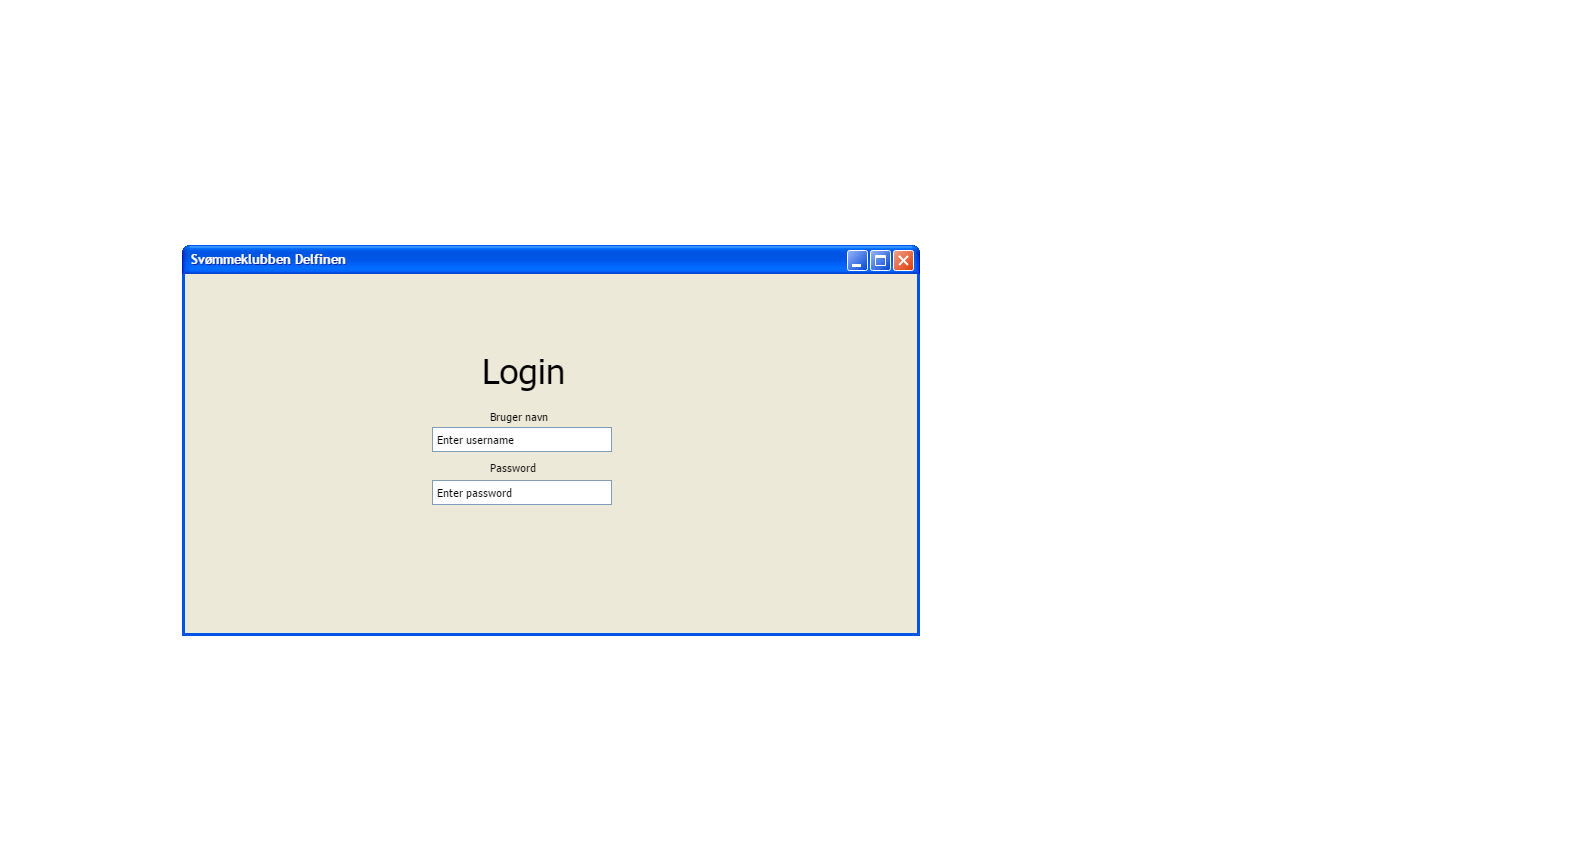 Svømmeklubben Delfinen
Login
Bruger navn
Enter username
Password
Enter password